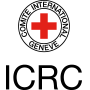 COMITE INTERNATIONAL
GENEVE
ICRC